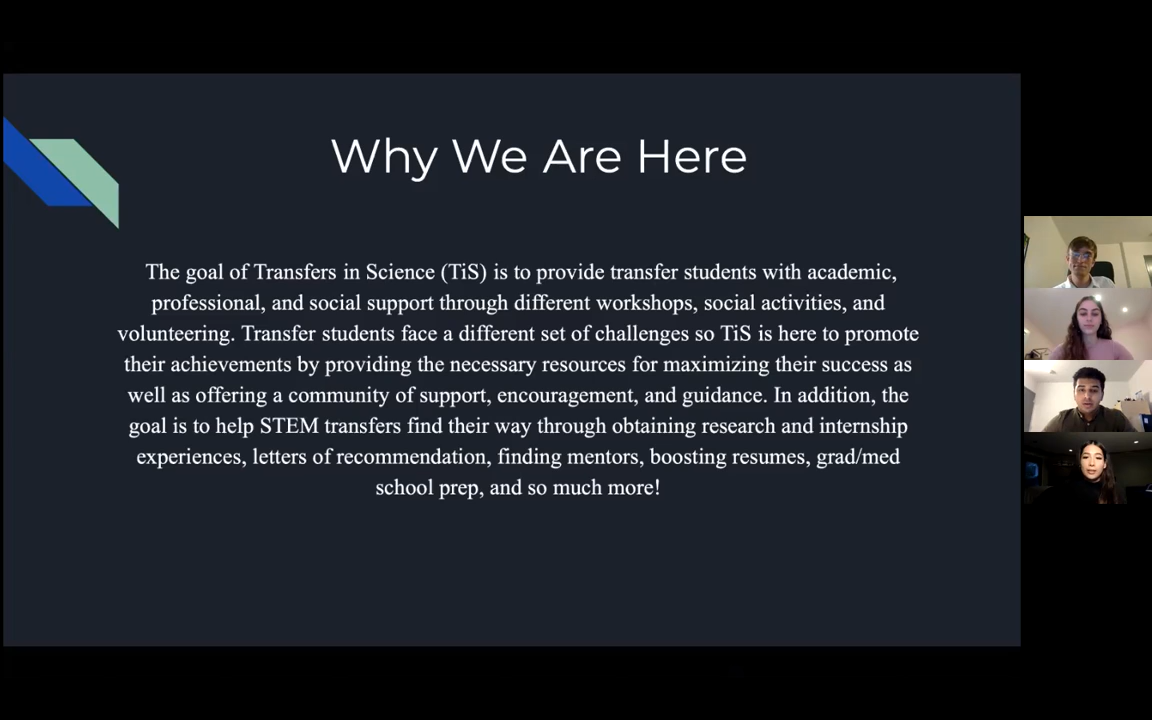 Why We Are Here
The goal of Transfers in Science (TiS) is to provide transfer students with academic,
professional, and social support through different workshops, social activities, and
volunteering. Transfer students face a different set of challenges so TiS is here to promote
their achievements by providing the necessary resources for maximizing their success as
well as offering a community of support, encouragement, and guidance. In addition, the
goal is to help STEM transfers find their way through obtaining research and internship
experiences, letters of recommendation, finding mentors, boosting resumes, grad/med
school prep, and so much more!